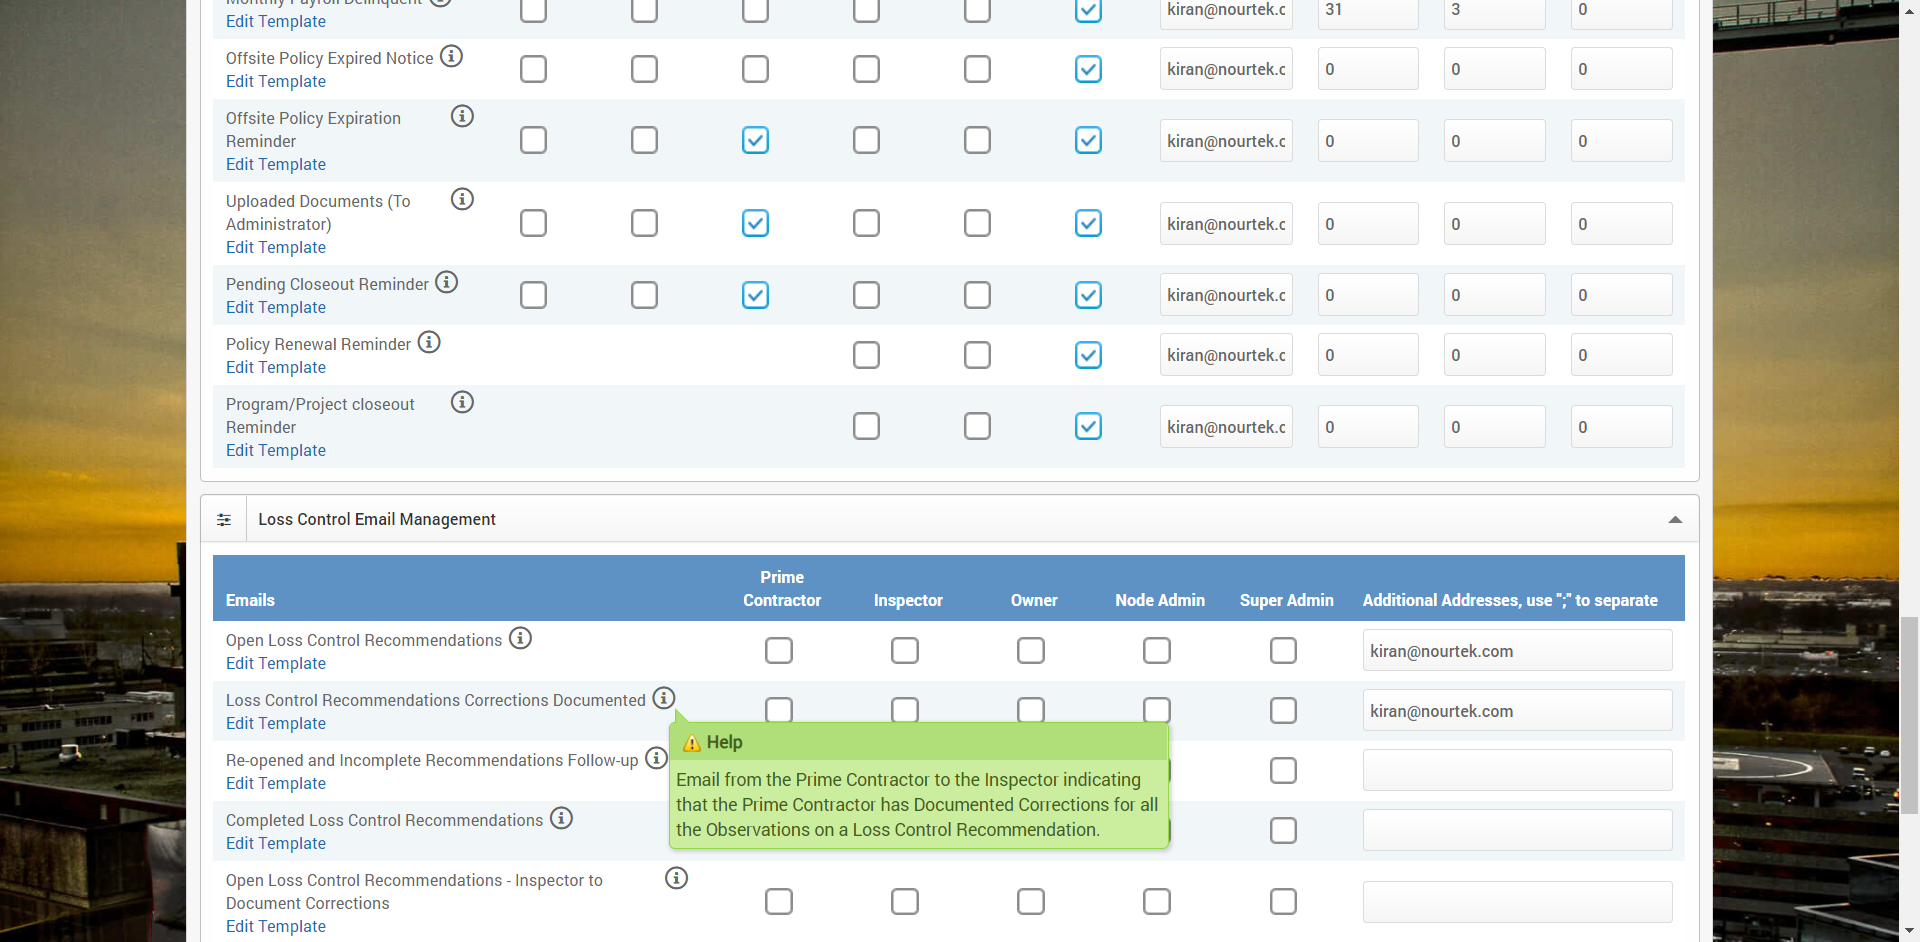 Monthly Payroll Delinquent
Edit Template
kiran@nourtek.c 31 3 0
Offsite Policy Expired Notice
Edit Template
kiran@nourtek.c 0 0 0
Offsite Policy Expiration
Reminder
Edit Template
kiran@nourtek.c 0 0 0
Uploaded Documents (To
Administrator)
Edit Template
kiran@nourtek.c 0 0 0
Pending Closeout Reminder
Edit Template
kiran@nourtek.c 0 0 0
Policy Renewal Reminder
Edit Template
kiran@nourtek.c 0 0 0
Program/Project closeout
Reminder
Edit Template
kiran@nourtek.c 0 0 0
Loss Control Email Management
Emails
Prime
Contractor
Inspector
Owner
Node Admin
Super Admin
Additional Addresses, use ";" to separate
Open Loss Control Recommendations
Edit Template
kiran@nourtek.com
Loss Control Recommendations Corrections Documented
Edit Template
kiran@nourtek.com
Help
Email from the Prime Contractor to the Inspector indicating
that the Prime Contractor has Documented Corrections for all
the Observations on a Loss Control Recommendation.
Re-opened and Incomplete Recommendations Follow-up
Edit Template
Completed Loss Control Recommendations
Edit Template
Open Loss Control Recommendations - Inspector to
Document Corrections
Edit Template